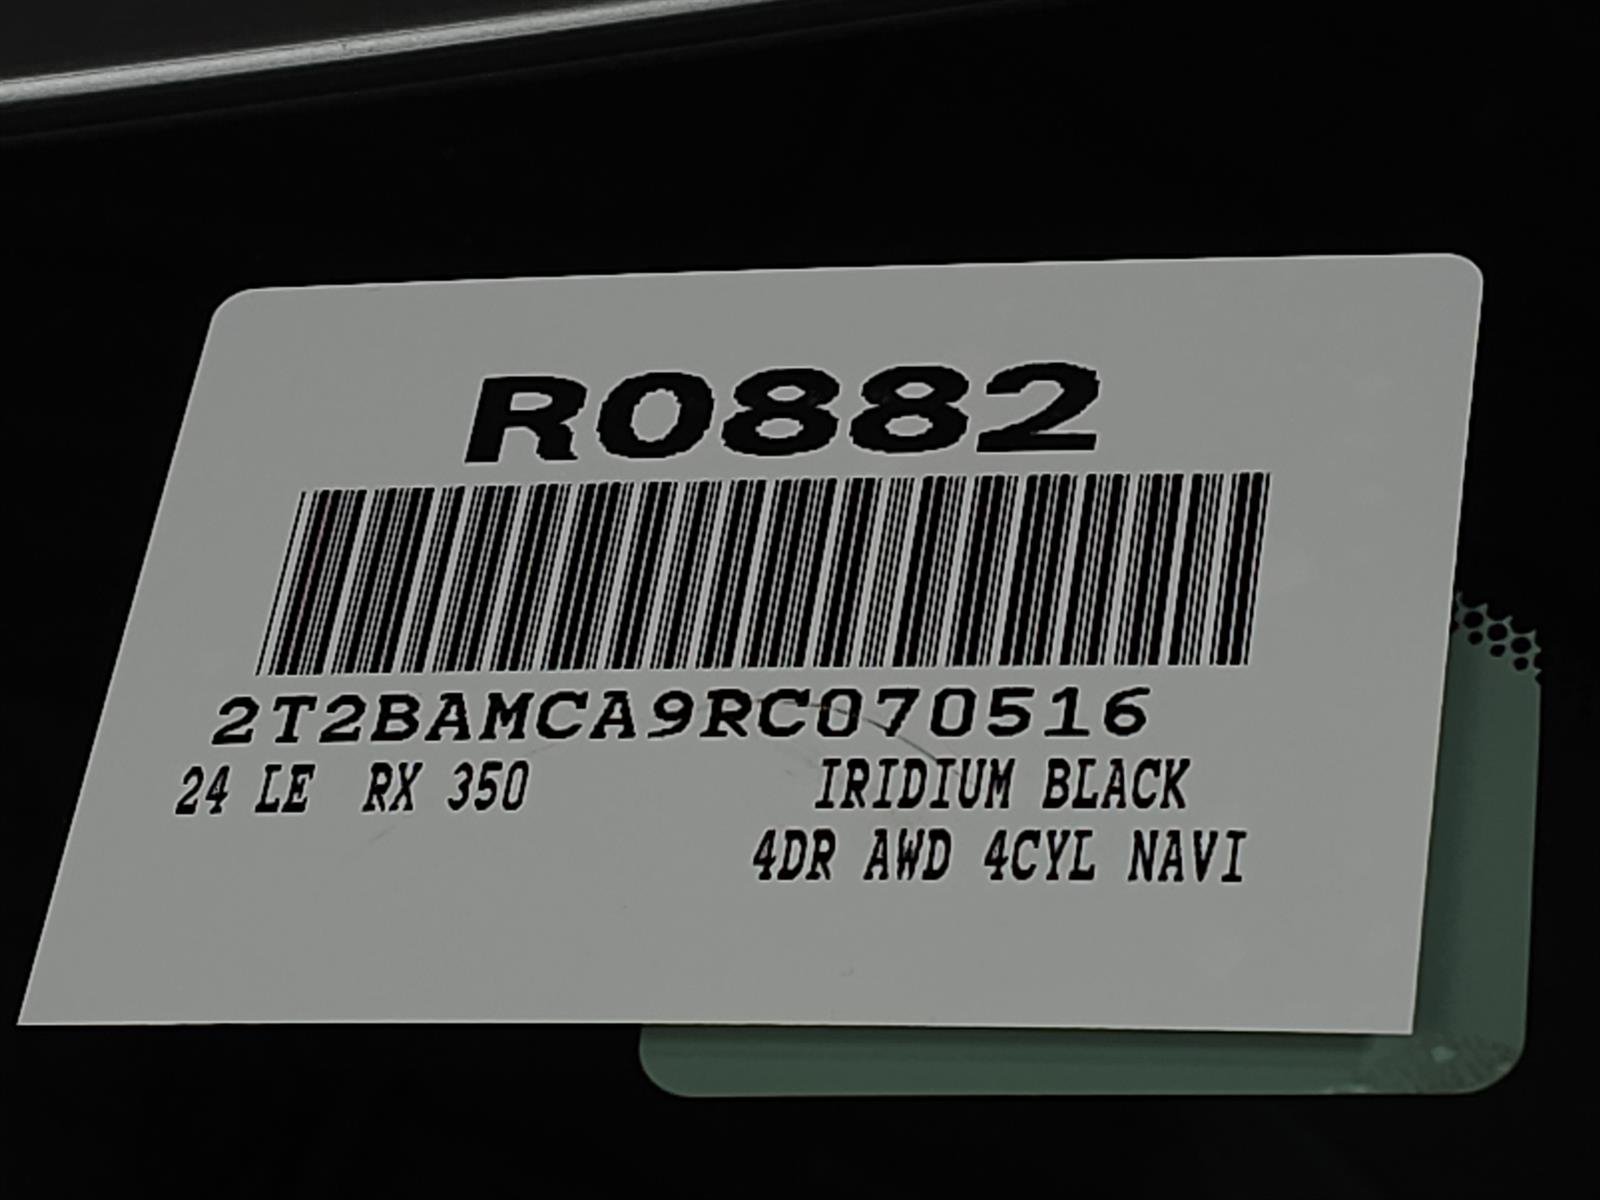 R0882
2T2BAMCA9RC070516
24 LE RX 350 IRIDIUM BLACK
4DR AWD 4CYL NAVI